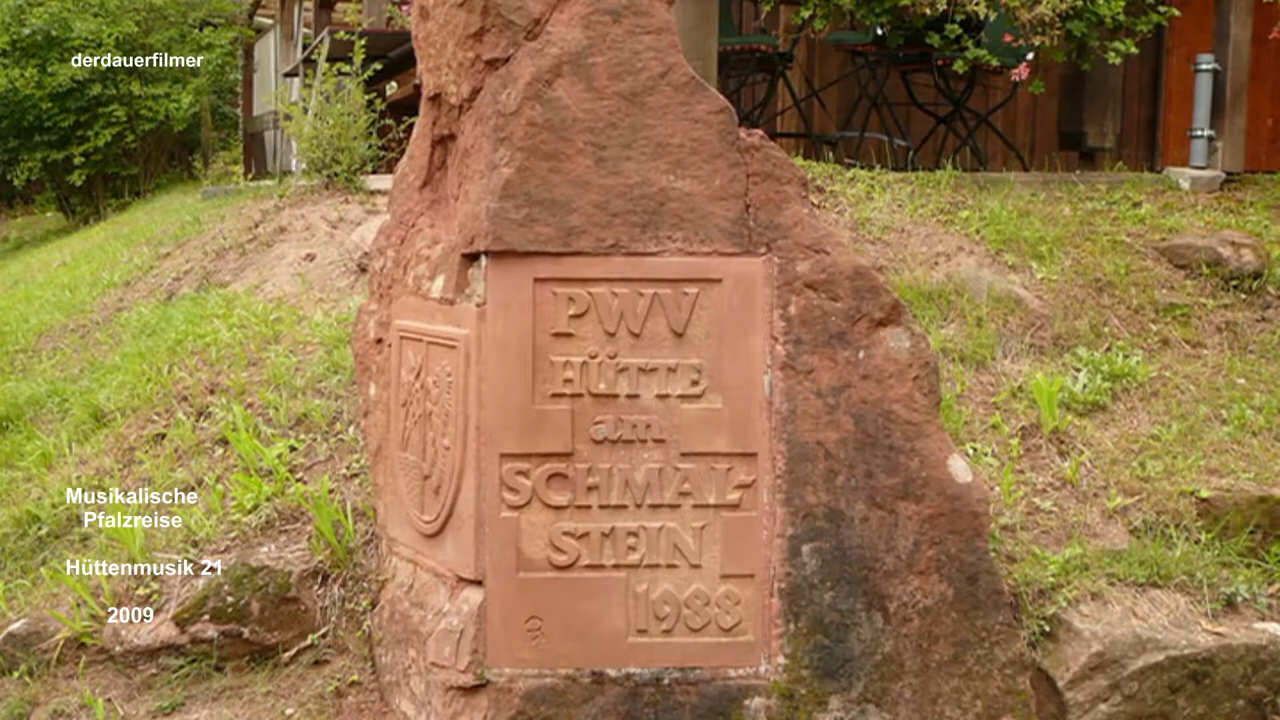 derdauerfilmer
PWV
HÜTTE
am
SCHMAL-
STEIN
1988
Musikalische
Pfalzreise
Hüttenmusik 21
2009